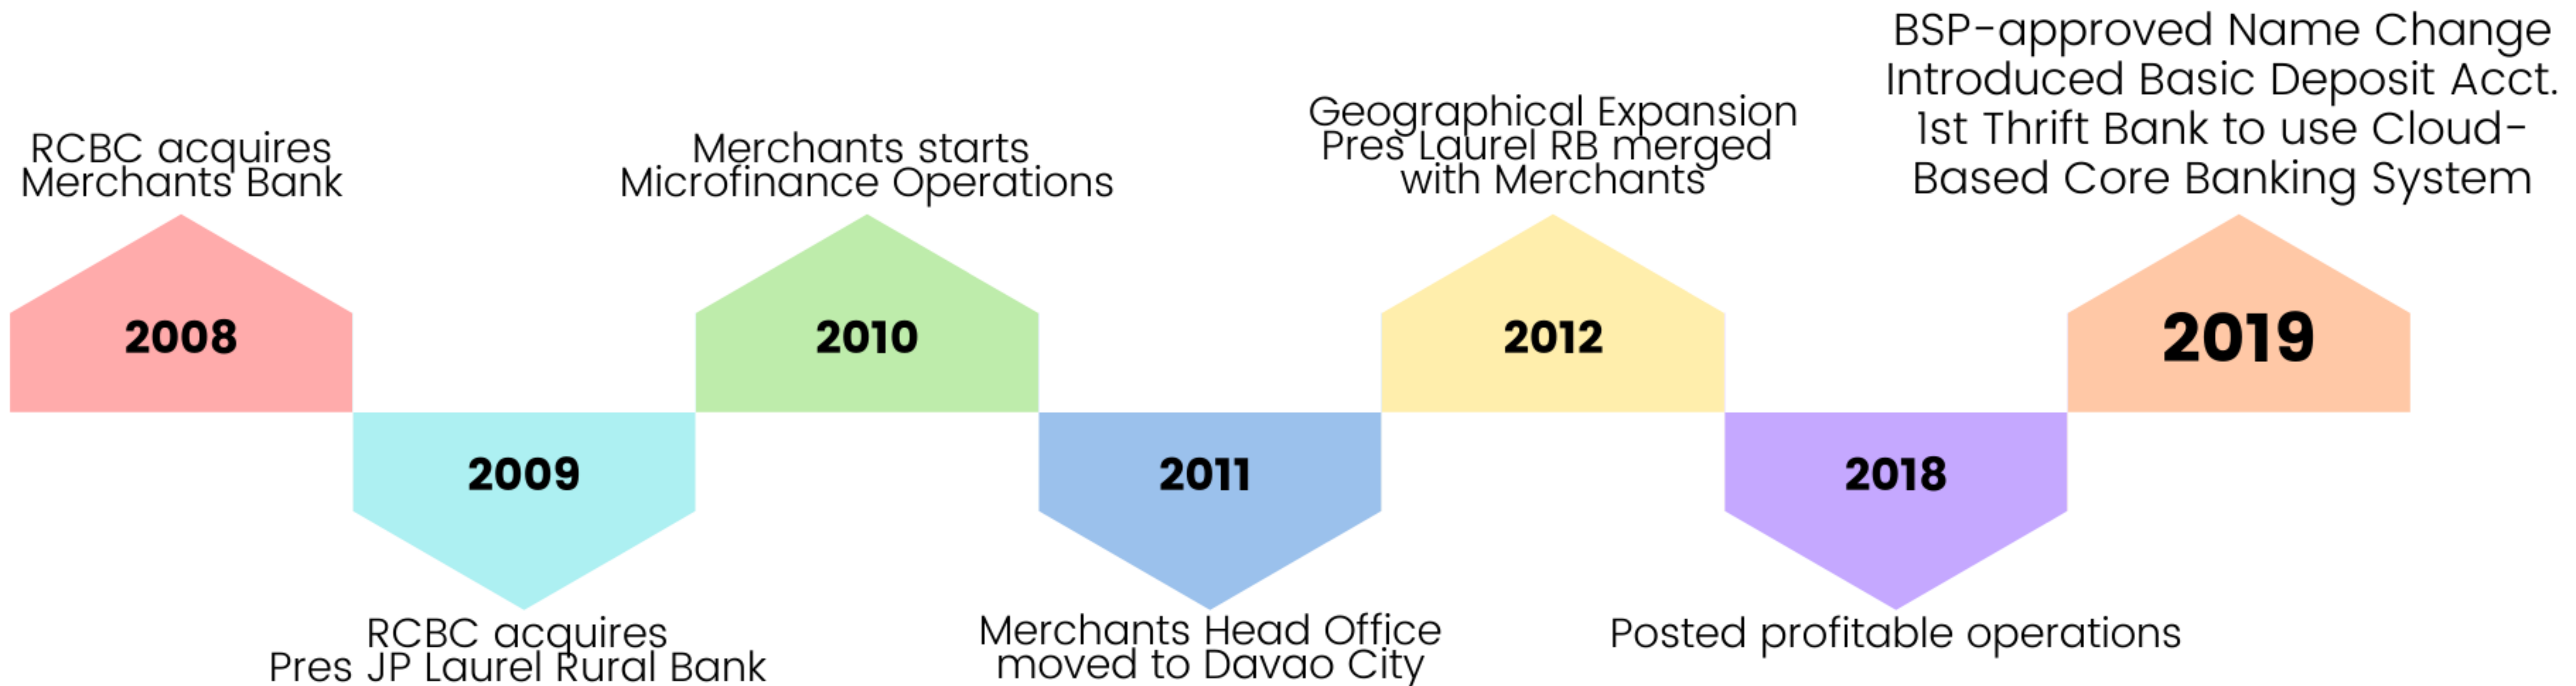 RCBC acquires
Merchants Bank
2008
2009
RCBC acquires
Pres JP Laurel Rural Bank
Merchants starts
Microfinance Operations
2010
2011
Merchants Head Office
moved to Davao City
Geographical Expansion
Pres Laurel RB merged
with Merchants
2012
2018
Posted profitable operations
BSP-approved Name Change
Introduced Basic Deposit Acct.
1st Thrift Bank to use Cloud-
Based Core Banking System
2019